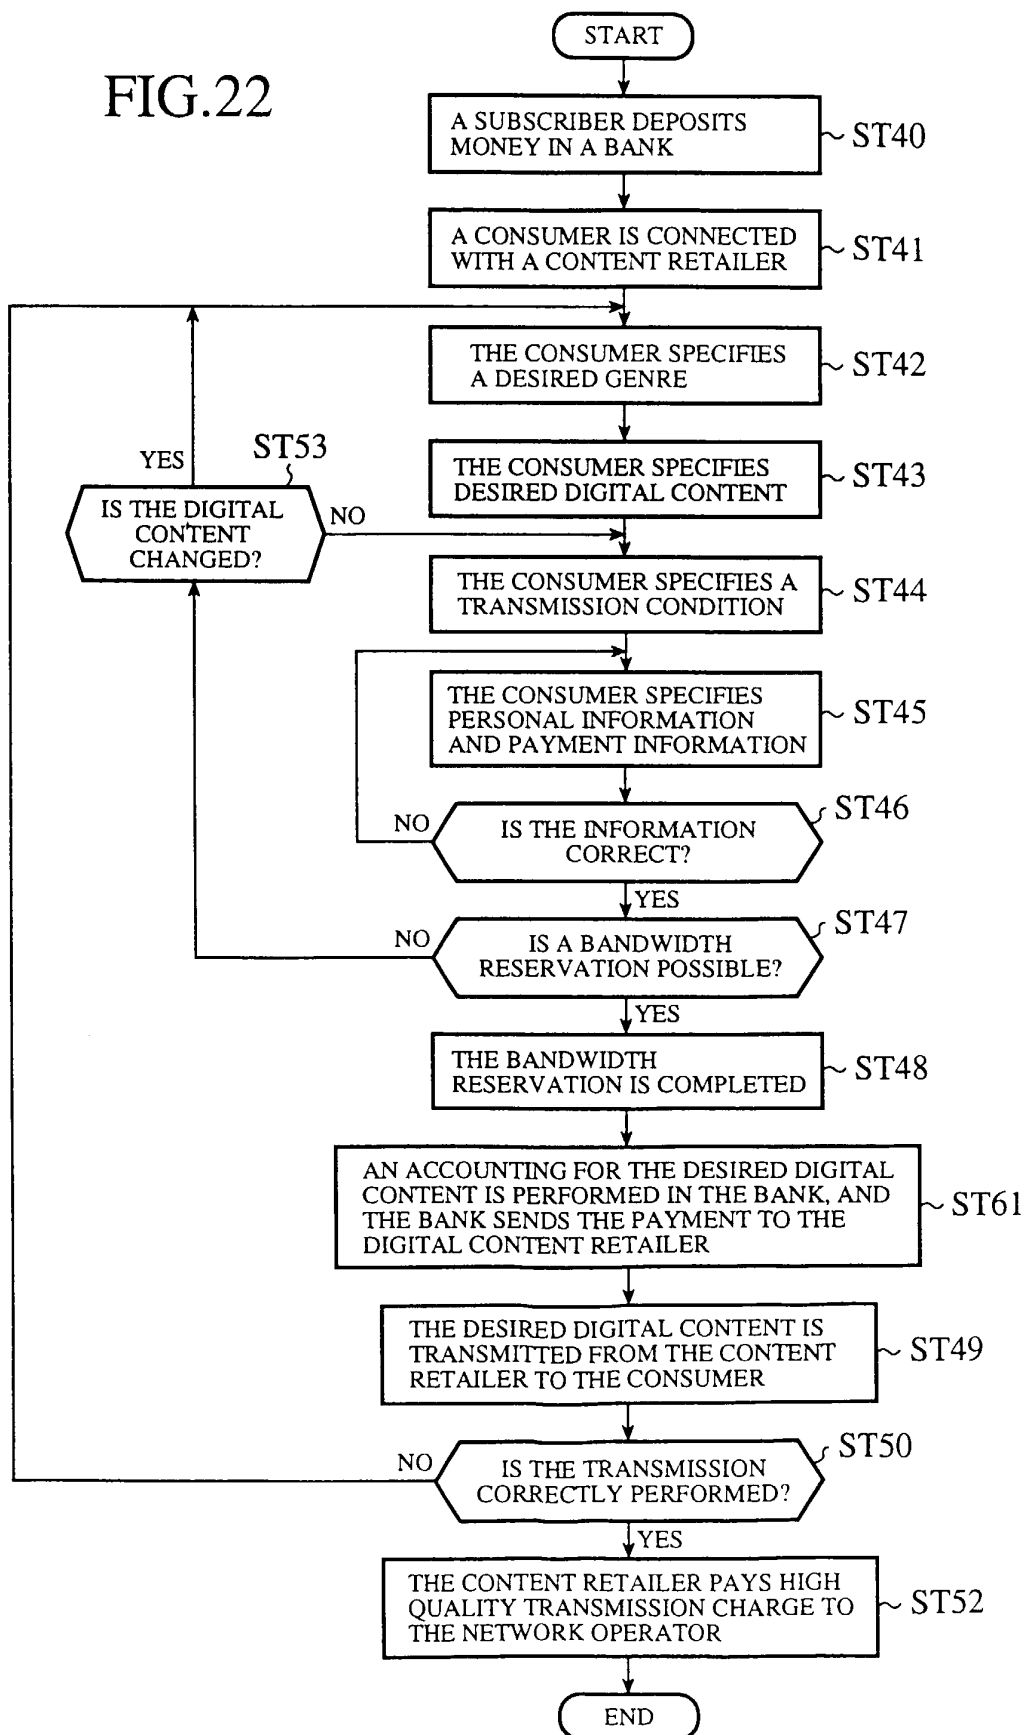 START
FIG.22
A SUBSCRIBER DEPOSITS
MONEY IN A BANK
ST40
A CONSUMER IS CONNECTED
WITH A CONTENT RETAILER
ST41
THE CONSUMER SPECIFIES
A DESIRED GENRE
ST42
YES
ST53
IS THE DIGITAL
CONTENT
CHANGED?
NO
THE CONSUMER SPECIFIES
DESIRED DIGITAL CONTENT
ST43
THE CONSUMER SPECIFIES A
TRANSMISSION CONDITION
ST44
THE CONSUMER SPECIFIES
PERSONAL INFORMATION
AND PAYMENT INFORMATION
ST45
NO
IS THE INFORMATION
CORRECT?
ST46
YES
NO
IS A BANDWIDTH
RESERVATION POSSIBLE?
ST47
YES
THE BANDWIDTH
RESERVATION IS COMPLETED
ST48
AN ACCOUNTING FOR THE DESIRED DIGITAL
CONTENT IS PERFORMED IN THE BANK, AND
THE BANK SENDS THE PAYMENT TO THE
DIGITAL CONTENT RETAILER
ST61
THE DESIRED DIGITAL CONTENT IS
TRANSMITTED FROM THE CONTENT
RETAILER TO THE CONSUMER
ST49
NO
IS THE TRANSMISSION
CORRECTLY PERFORMED?
ST50
YES
THE CONTENT RETAILER PAYS HIGH
QUALITY TRANSMISSION CHARGE TO
THE NETWORK OPERATOR
ST52
END